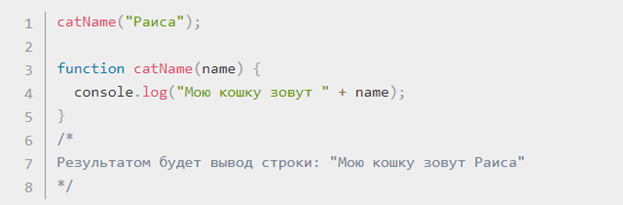 1 catName("Раиса");
2
3 function catName(name) {
4   console.log("Мою кошку зовут " + name);
5 }
6 /*
7 Результатом будет вывод строки: "Мою кошку зовут Раиса"
8 */